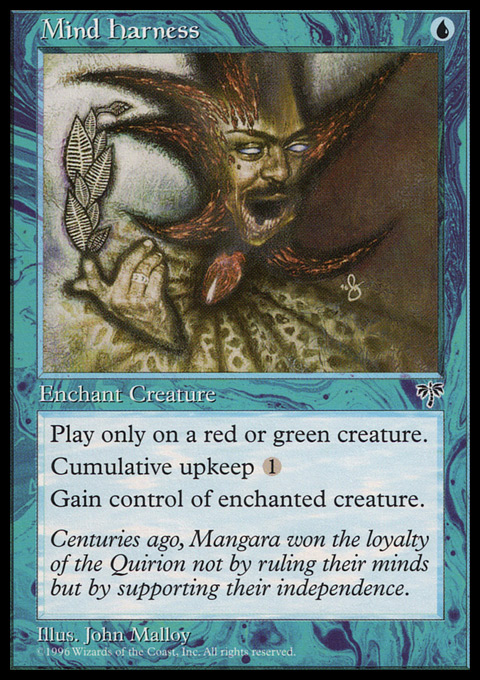 Mind Harness
Enchant Creature
Play only on a red or green creature.
Cumulative upkeep 1
Gain control of enchanted creature.
Centuries ago, Mangara won the loyalty
of the Quirion not by ruling their minds
but by supporting their independence.
Illus. John Malloy
©1996 Wizards of the Coast, Inc. All rights reserved.